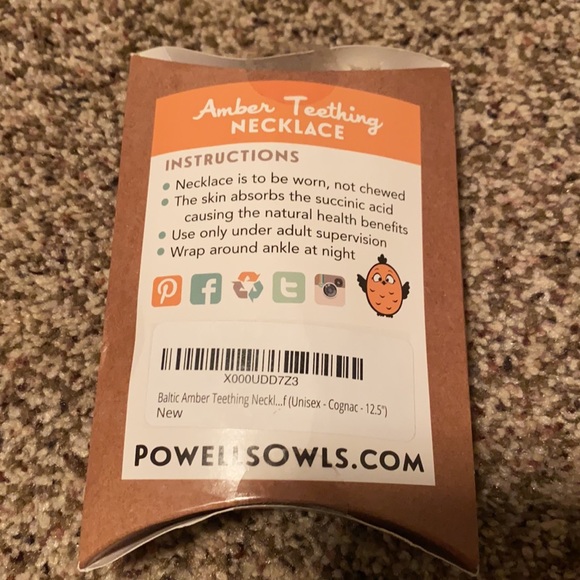 Amber Teething
NECKLACE
INSTRUCTIONS
• Necklace is to be worn, not chewed
• The skin absorbs the succinic acid
causing the natural health benefits
• Use only under adult supervision
• Wrap around ankle at night
X000UDD7Z3
Baltic Amber Teething Neckl...f (Unisex - Cognac - 12.5")
New
POWELLSOWLS.COM